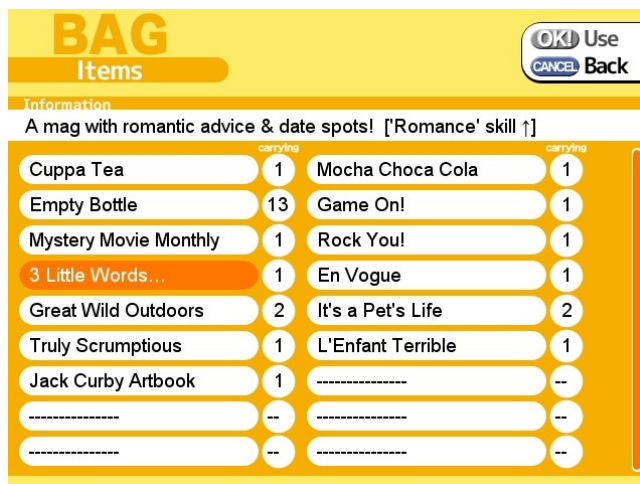 BAG
Items
OK! Use
CANCEL Back
Information
A mag with romantic advice & date spots! ['Romance' skill ↑]
carrying carrying
Cuppa Tea 1 Mocha Choca Cola 1
Empty Bottle 13 Game On! 1
Mystery Movie Monthly 1 Rock You! 1
3 Little Words... 1 En Vogue 1
Great Wild Outdoors 2 It's a Pet's Life 2
Truly Scrumptious 1 L'Enfant Terrible 1
Jack Curby Artbook 1 --------------- --
--------------- -- --------------- --
--------------- -- --------------- --